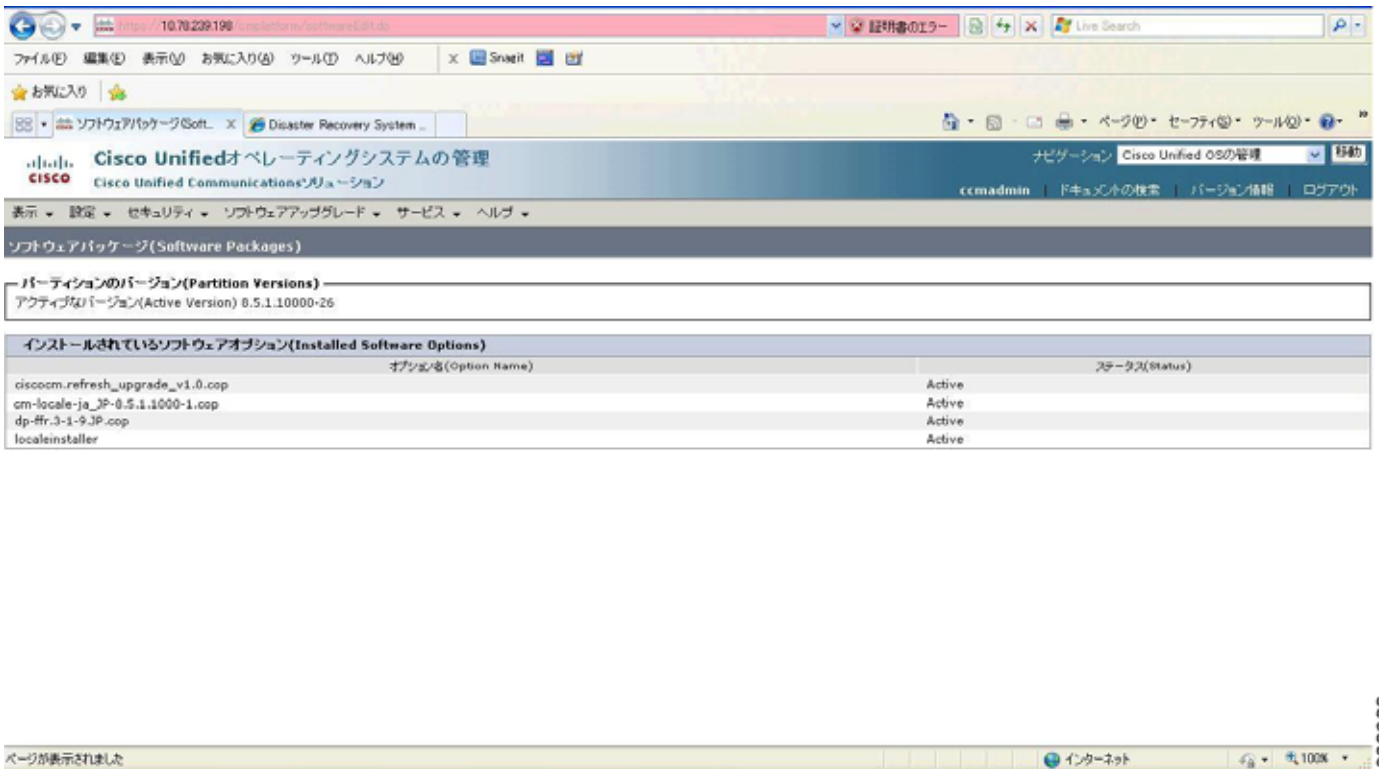 https://10.78.239.198/cmplatform/softwareEdit.do 証明書のエラー Live Search
ファイル(F) 編集(E) 表示(V) お気に入り(A) ツール(T) ヘルプ(H) x Snagit
お気に入り
ソフトウェアパッケージ(Soft... X Disaster Recovery System ... ページ(P) セーフティ(S) ツール(O) »
CISCO Cisco Unifiedオペレーティングシステムの管理 ナビゲーション Cisco Unified OSの管理 移動
Cisco Unified Communicationsソリューション ccmadmin | ドキュメントの検索 | バージョン情報 | ログアウト
表示 設定 セキュリティ ソフトウェアアップグレード サービス ヘルプ
ソフトウェアパッケージ(Software Packages)
パーティションのバージョン(Partition Versions)
アクティブなバージョン(Active Version) 8.5.1.10000-26
インストールされているソフトウェアオプション(Installed Software Options)
オプション名(Option Name) ステータス(Status)
ciscocm.refresh_upgrade_v1.0.cop Active
cm-locale-ja_JP-8.5.1.1000-1.cop Active
dp-ffr.3-1-9.JP.cop Active
localeinstaller Active
ページが表示されました インターネット 100%